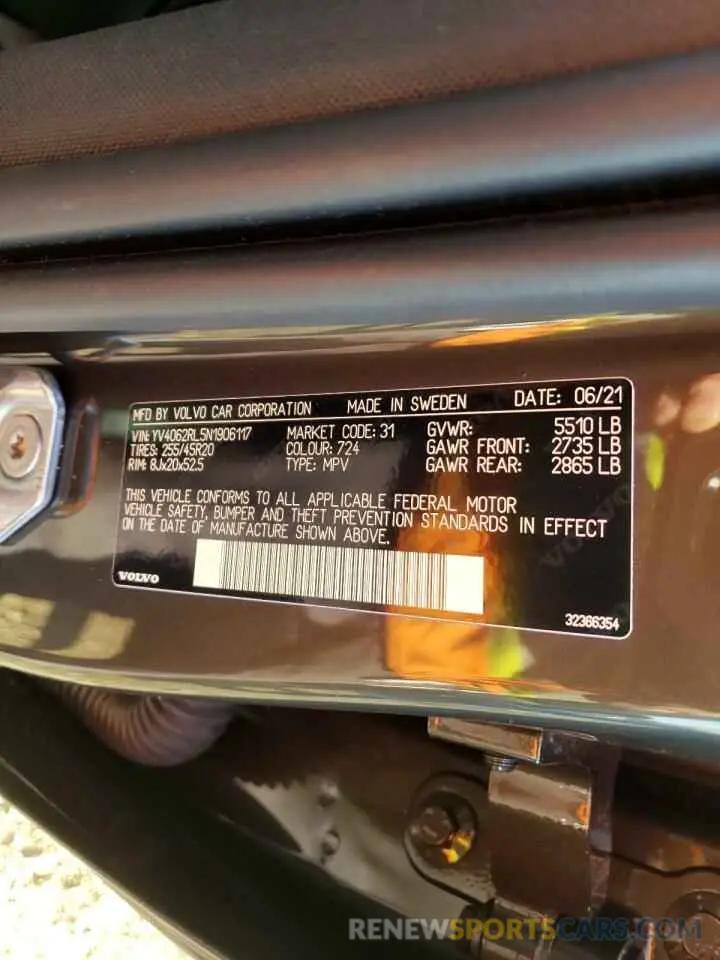 MFD BY VOLVO CAR CORPORATION MADE IN SWEDEN DATE: 06/21
VIN: YV4062RL5N1906117 MARKET CODE: 31 GVWR: 5510 LB
TIRES: 255/45R20 COLOUR: 724 GAWR FRONT: 2735 LB
RIM: 8Jx20x52.5 TYPE: MPV GAWR REAR: 2865 LB
THIS VEHICLE CONFORMS TO ALL APPLICABLE FEDERAL MOTOR
VEHICLE SAFETY, BUMPER AND THEFT PREVENTION STANDARDS IN EFFECT
ON THE DATE OF MANUFACTURE SHOWN ABOVE.
VOLVO
32366354
RENEWSPORTSCARS.COM